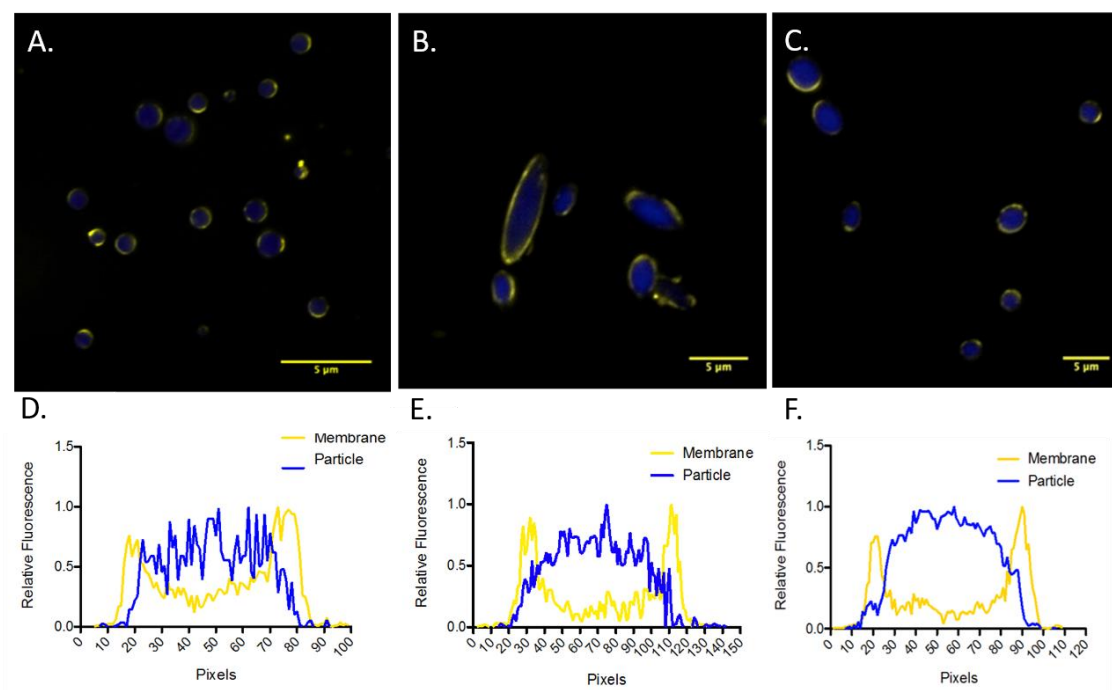 A.
B.
C.
5 µm
5 µm
5 µm
D.
E.
F.
Membrane
Particle
1.5
1.0
0.5
0.0
Relative Fluorescence
0 10 20 30 40 50 60 70 80 90 100
Pixels
Membrane
Particle
1.5
1.0
0.5
0.0
Relative Fluorescence
0 10 20 30 40 50 60 70 80 90 100 110 120 130 140 150
Pixels
Membrane
Particle
1.5
1.0
0.5
0.0
Relative Fluorescence
0 10 20 30 40 50 60 70 80 90 100 110 120
Pixels